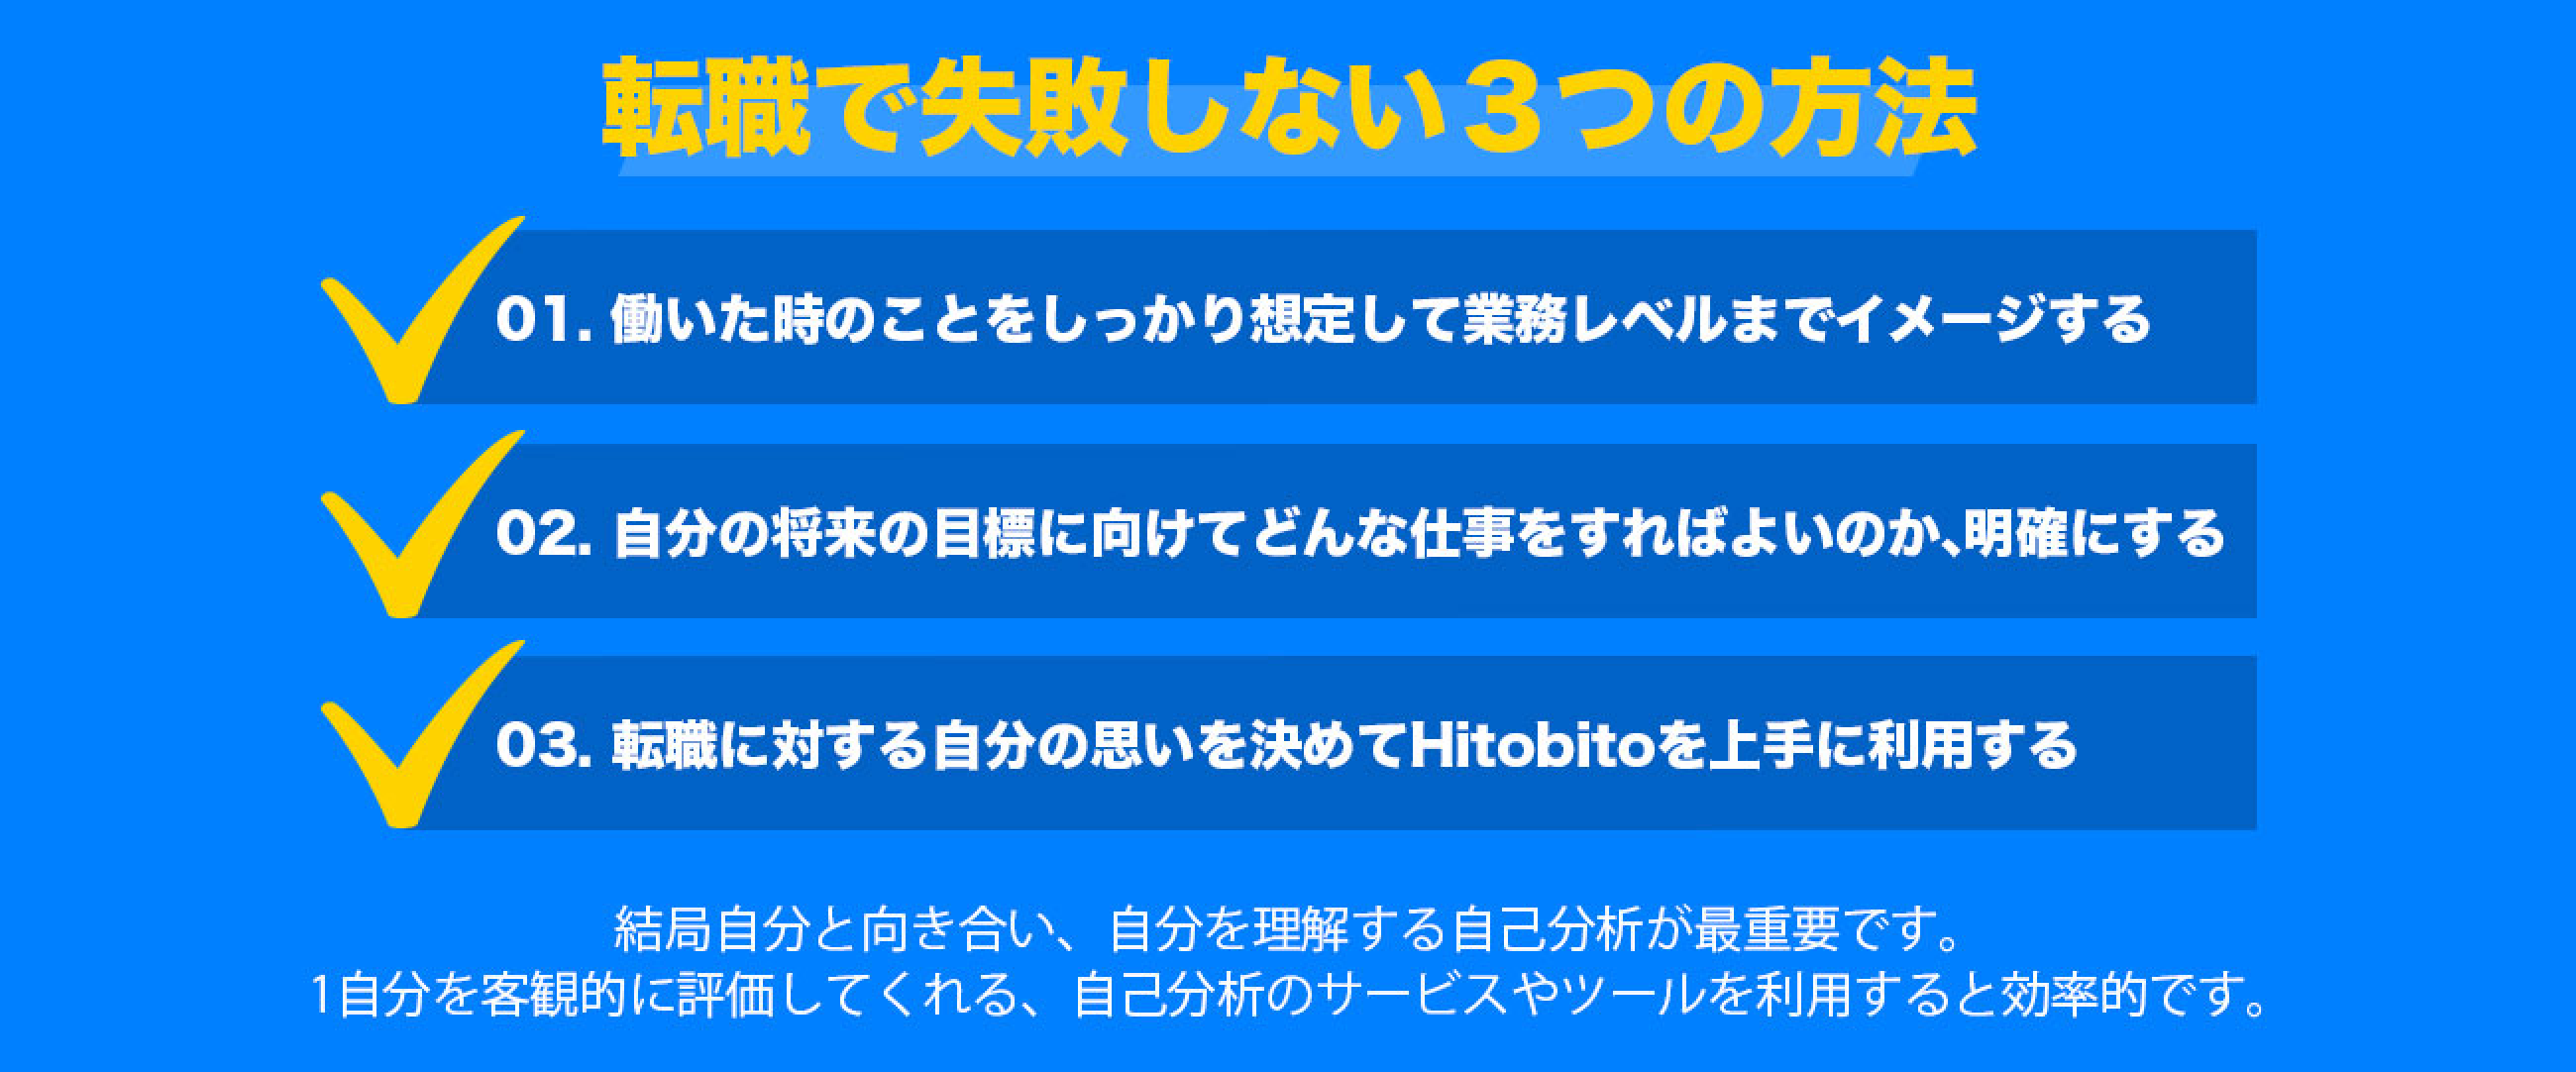 転職で失敗しない３つの方法
01. 働いた時のことをしっかり想定して業務レベルまでイメージする
02. 自分の将来の目標に向けてどんな仕事をすればよいのか、明確にする
03. 転職に対する自分の思いを決めてHitobitoを上手に利用する
結局自分と向き合い、自分を理解する自己分析が最重要です。
1自分を客観的に評価してくれる、自己分析のサービスやツールを利用すると効率的です。